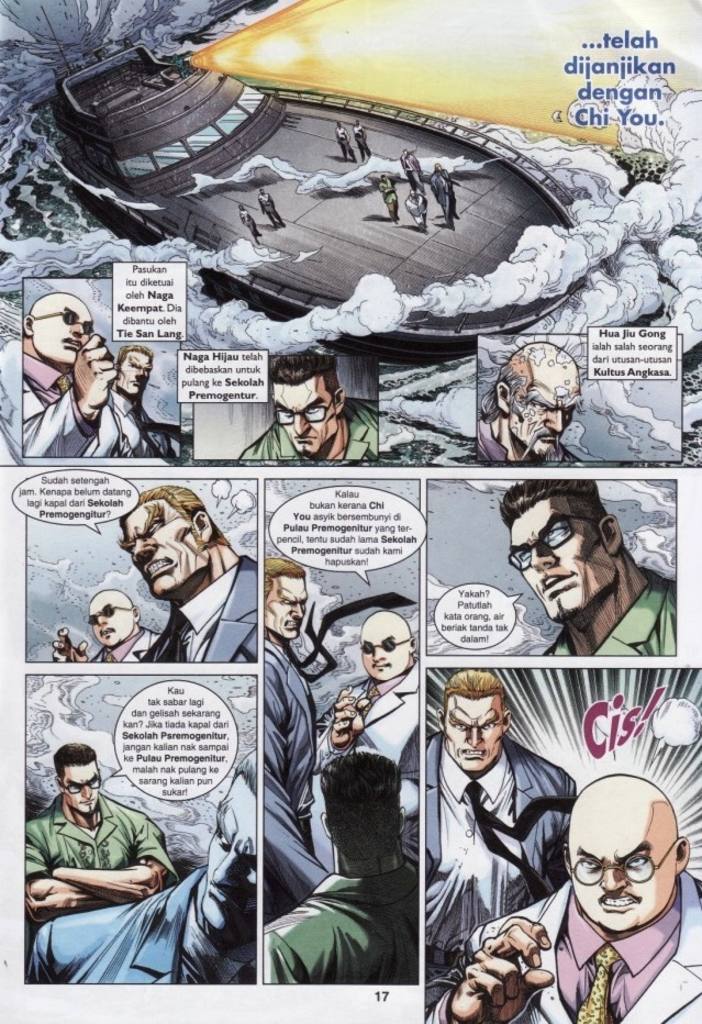 ...telah
dijanjikan
dengan
Chi You.
Pasukan
itu diketuai
oleh Naga
Keempat. Dia
dibantu oleh
Tie San Lang.
Naga Hijau telah
dibebaskan untuk
pulang ke Sekolah
Premogentur.
Hua Jiu Gong
ialah salah seorang
dari utusan-utusan
Kultus Angkasa.
Sudah setengah
jam. Kenapa belum datang
lagi kapal dari Sekolah
Premogengitur?
Kalau
bukan kerana Chi
You asyik bersembunyi di
Pulau Premogenitur yang ter-
pencil, tentu sudah lama Sekolah
Premogenitur sudah kami
hapuskan!
Yakah?
Patutlah
kata orang, air
beriak tanda tak
dalam!
Kau
tak sabar lagi
dan gelisah sekarang
kan? Jika tiada kapal dari
Sekolah Psremogenitur,
jangan kalian nak sampai
ke Pulau Premogenitur,
malah nak pulang ke
sarang kalian pun
sukar!
Cis!
17